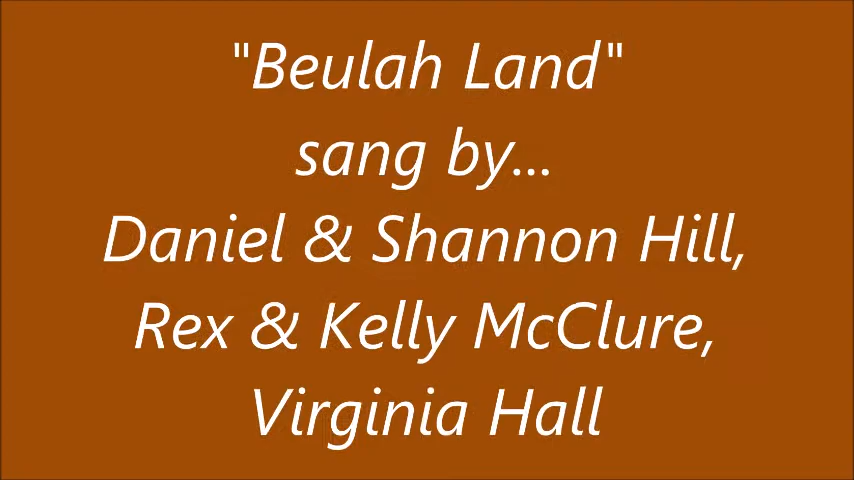 "Beulah Land"
sang by...
Daniel & Shannon Hill,
Rex & Kelly McClure,
Virginia Hall